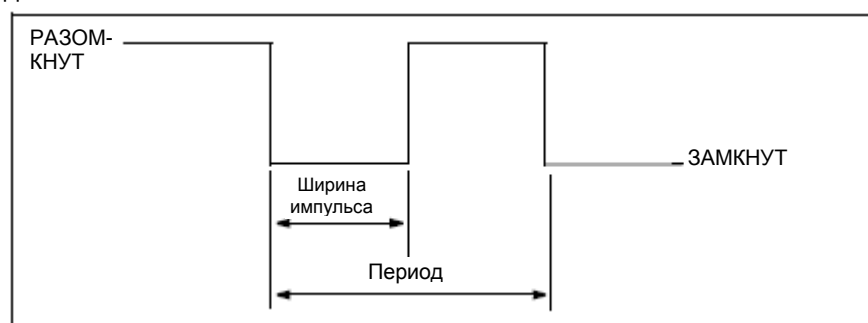 РАЗОМ-
КНУТ
ЗАМКНУТ
Ширина
импульса
Период